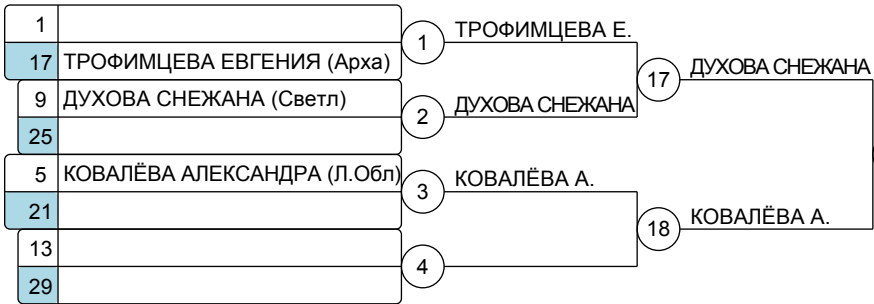 1
17 ТРОФИМЦЕВА ЕВГЕНИЯ (Арха)
9 ДУХОВА СНЕЖАНА (Светл)
25
5 КОВАЛЁВА АЛЕКСАНДРА (Л.Обл)
21
13
29
1 ТРОФИМЦЕВА Е.
2 ДУХОВА СНЕЖАНА
3 КОВАЛЁВА А.
4
17 ДУХОВА СНЕЖАНА
18 КОВАЛЁВА А.